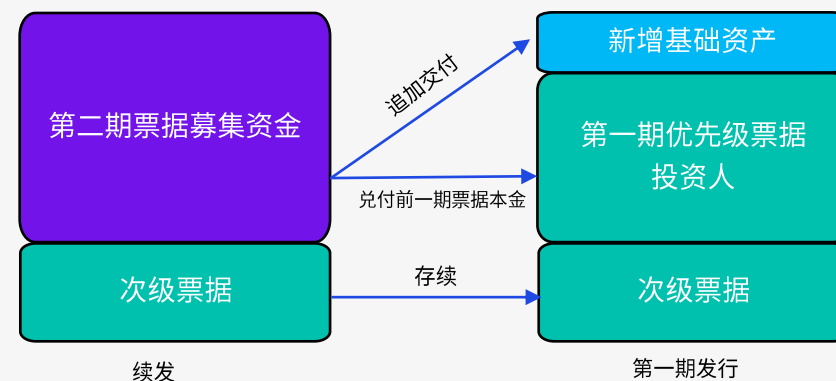 新增基础资产
追加交付
第二期票据募集资金
第一期优先级票据
投资人
兑付前一期票据本金
次级票据
存续
次级票据
续发
第一期发行